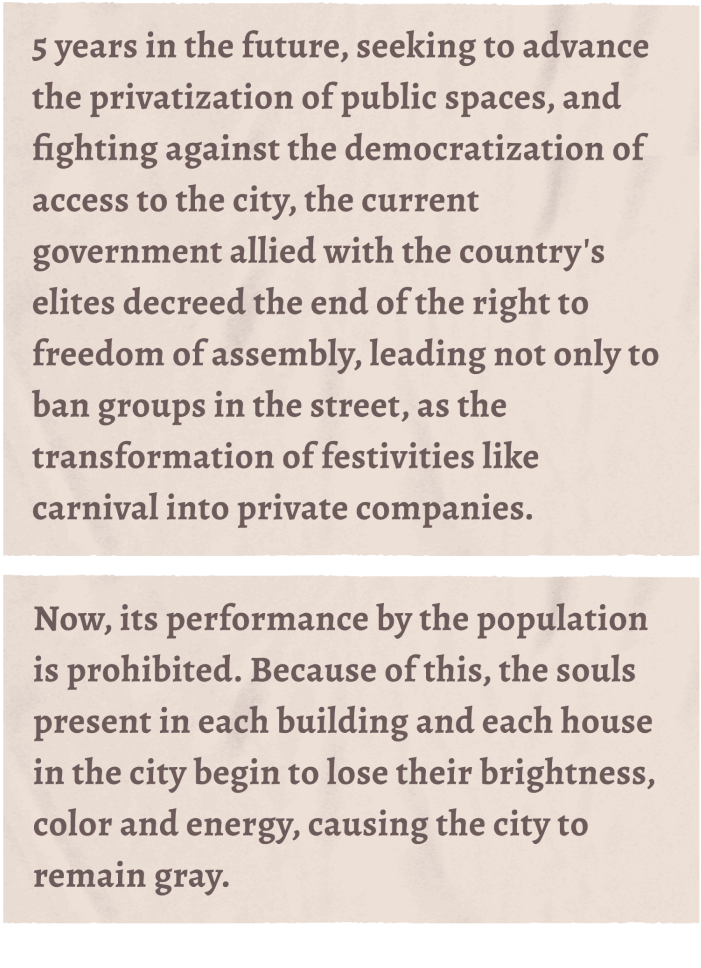 5 years in the future, seeking to advance
the privatization of public spaces, and
fighting against the democratization of
access to the city, the current
government allied with the country's
elites decreed the end of the right to
freedom of assembly, leading not only to
ban groups in the street, as the
transformation of festivities like
carnival into private companies.
Now, its performance by the population
is prohibited. Because of this, the souls
present in each building and each house
in the city begin to lose their brightness,
color and energy, causing the city to
remain gray.